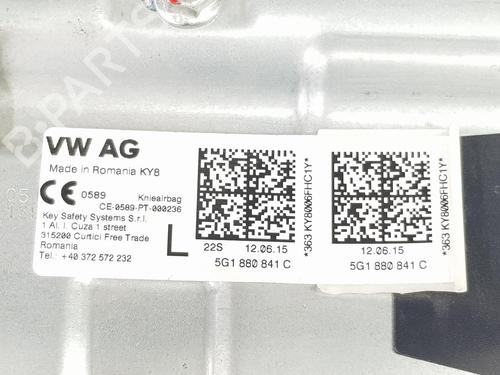 B-PARTS
VW AG
Made in Romania KY8
CE 0589 Knieairbag
CE-0589-PT-000236
Key Safety Systems S.r.l.
1 Al. I. Cuza 1 street
315200 Curtici Free Trade
Romania
Tel.: +40 372 572 232
L
22S 12.06.15
5G1 880 841 C
*363 KY8006FHC1Y*
12.06.15
5G1 880 841 C
*363 KY8006FHC1Y*